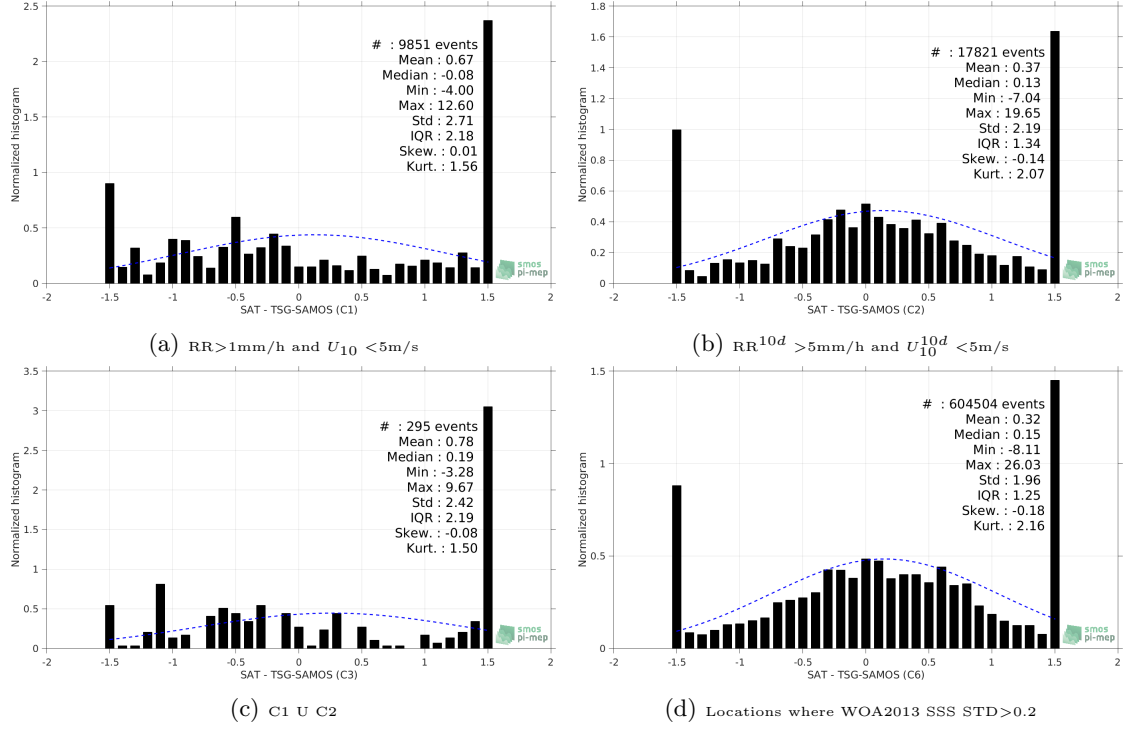 2.5
2
1.5
1
0.5
0
Normalized histogram
# : 9851 events
Mean : 0.67
Median : -0.08
Min : -4.00
Max : 12.60
Std : 2.71
IQR : 2.18
Skew. : 0.01
Kurt. : 1.56
smos
pi-mep
-2 -1.5 -1 -0.5 0 0.5 1 1.5 2
SAT - TSG-SAMOS (C1)
(a) RR>1mm/h and U10 <5m/s
1.8
1.6
1.4
1.2
1
0.8
0.6
0.4
0.2
0
Normalized histogram
# : 17821 events
Mean : 0.37
Median : 0.13
Min : -7.04
Max : 19.65
Std : 2.19
IQR : 1.34
Skew. : -0.14
Kurt. : 2.07
smos
pi-mep
-2 -1.5 -1 -0.5 0 0.5 1 1.5 2
SAT - TSG-SAMOS (C2)
(b) RR^10d >5mm/h and U10^10d <5m/s
3.5
3
2.5
2
1.5
1
0.5
0
Normalized histogram
# : 295 events
Mean : 0.78
Median : 0.19
Min : -3.28
Max : 9.67
Std : 2.42
IQR : 2.19
Skew. : -0.08
Kurt. : 1.50
smos
pi-mep
-2 -1.5 -1 -0.5 0 0.5 1 1.5 2
SAT - TSG-SAMOS (C3)
(c) C1 U C2
1.5
1
0.5
0
Normalized histogram
# : 604504 events
Mean : 0.32
Median : 0.15
Min : -8.11
Max : 26.03
Std : 1.96
IQR : 1.25
Skew. : -0.18
Kurt. : 2.16
smos
pi-mep
-2 -1.5 -1 -0.5 0 0.5 1 1.5 2
SAT - TSG-SAMOS (C6)
(d) Locations where WOA2013 SSS STD>0.2